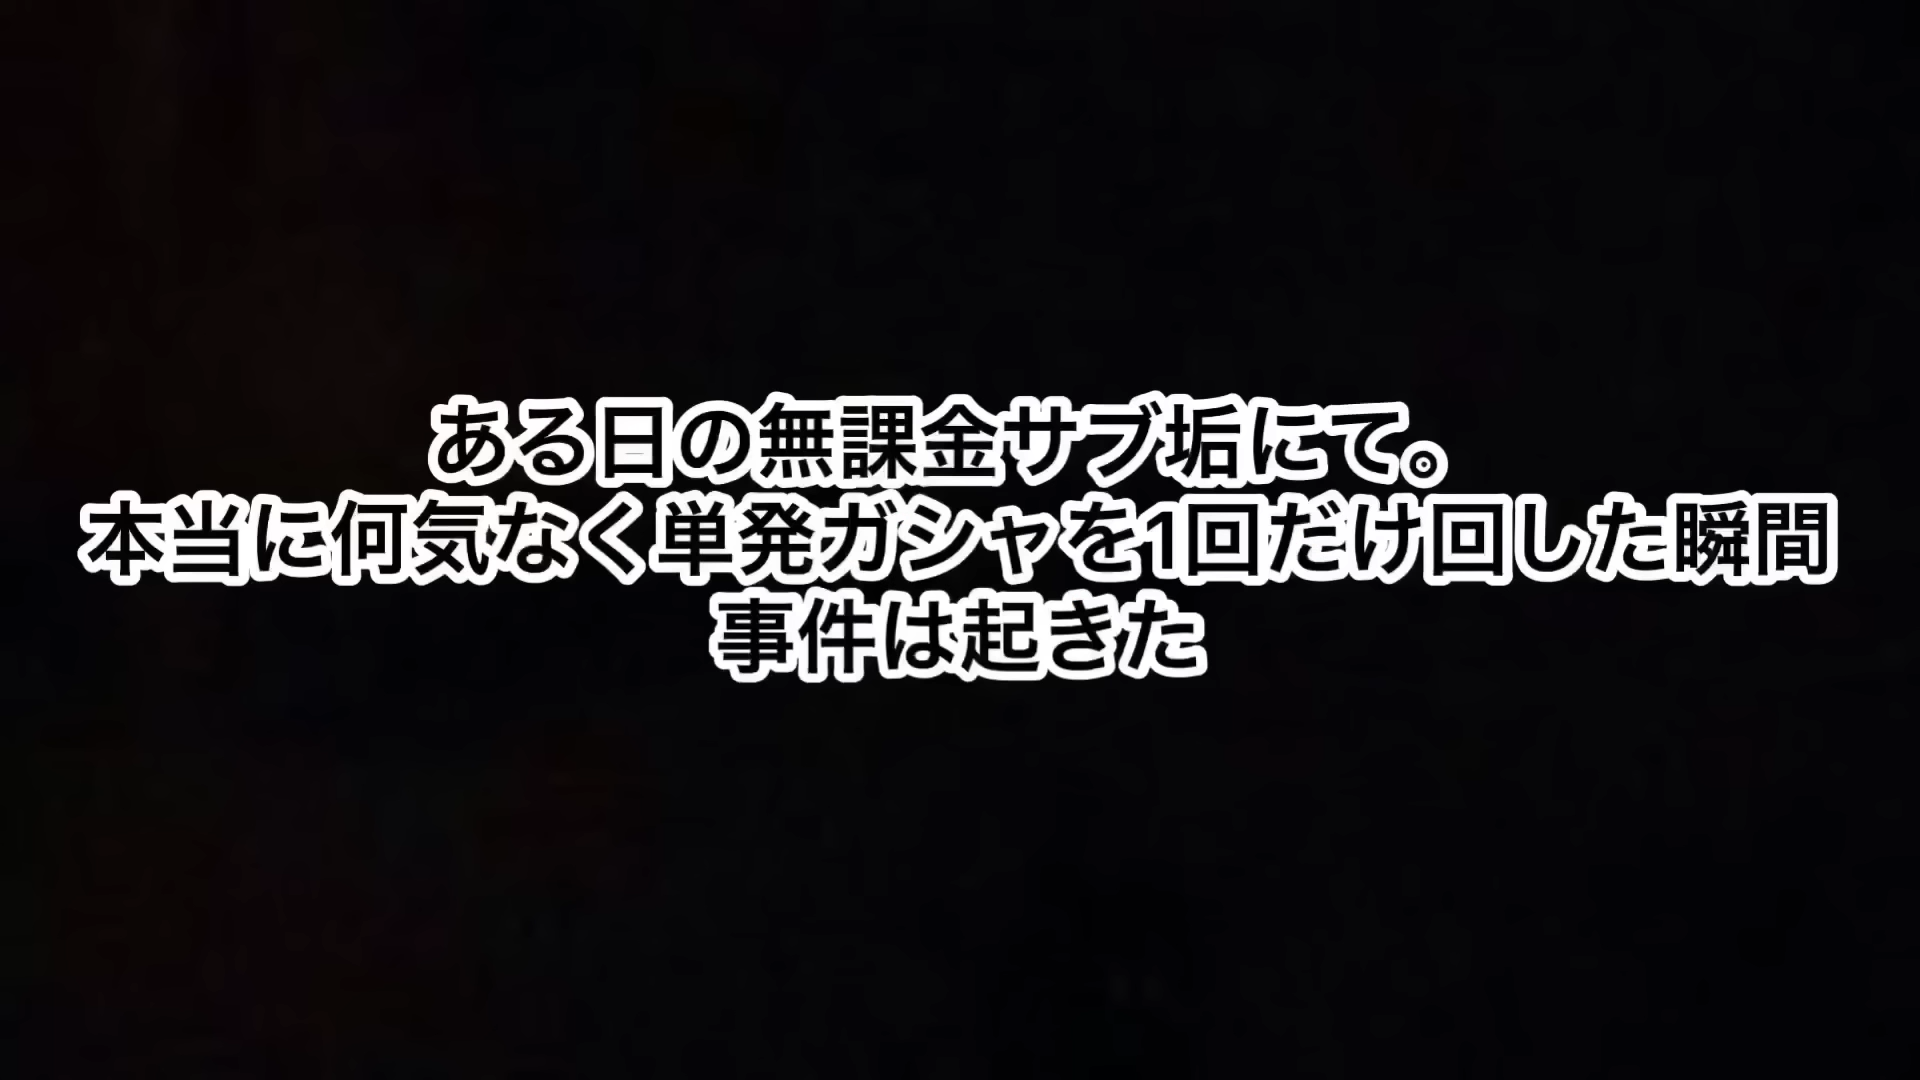 ある日の無課金サブ垢にて。
本当に何気なく単発ガシャを1回だけ回した瞬間
事件は起きた